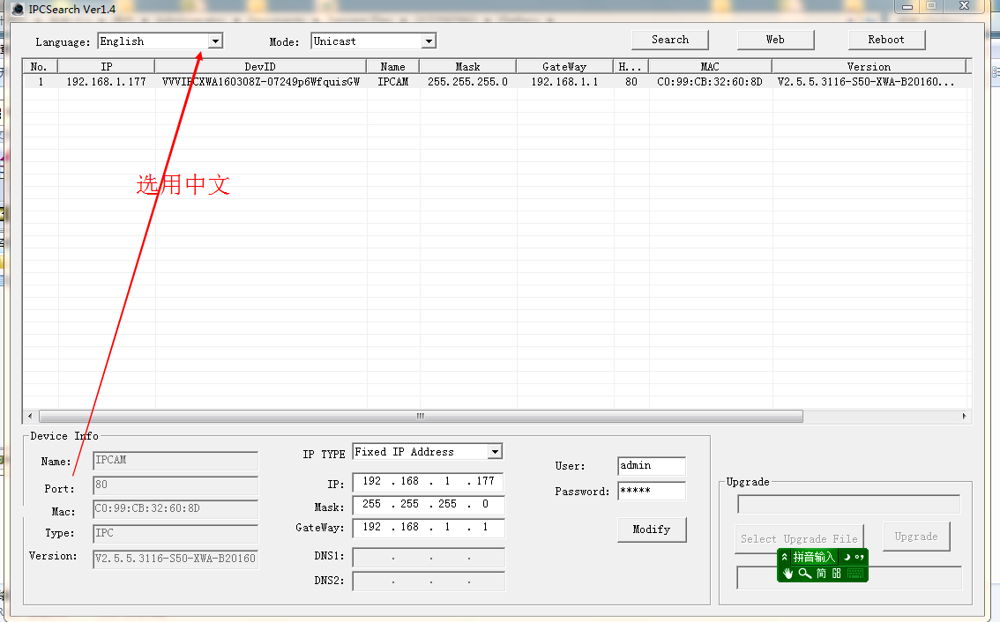 IPCSearch Ver1.4
Language: English Mode: Unicast Search Web Reboot
No. IP DevID Name Mask GateWay H... MAC Version
1 192.168.1.177 VVVIPCXWA160308Z-07249p6WfquisGW IPCAM 255.255.255.0 192.168.1.1 80 C0:99:CB:32:60:8D V2.5.5.3116-S50-XWA-B20160...
选用中文
Device Info
Name: IPCAM
Port: 80
Mac: C0:99:CB:32:60:8D
Type: IPC
Version: V2.5.5.3116-S50-XWA-B20160
IP TYPE Fixed IP Address
IP: 192 . 168 . 1 . 177
Mask: 255 . 255 . 255 . 0
GateWay: 192 . 168 . 1 . 1
DNS1: . . .
DNS2: . . .
User: admin
Password: *****
Modify
Upgrade
Select Upgrade File Upgrade
拼音输入
简